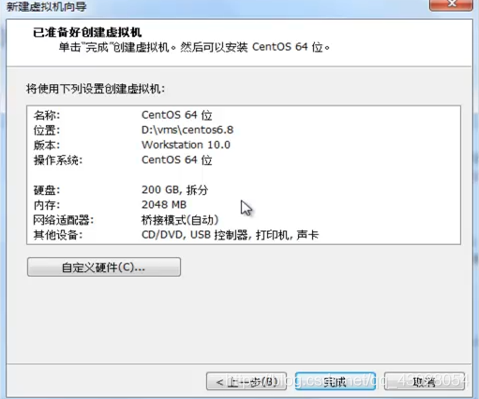 新建虚拟机向导
已准备好创建虚拟机
单击"完成"创建虚拟机。然后可以安装 CentOS 64 位。
将使用下列设置创建虚拟机:
名称: CentOS 64 位
位置: D:\vms\centos6.8
版本: Workstation 10.0
操作系统: CentOS 64 位
硬盘: 200 GB, 拆分
内存: 2048 MB
网络适配器: 桥接模式(自动)
其他设备: CD/DVD, USB 控制器, 打印机, 声卡
自定义硬件(C)...
< 上一步(B) 完成 取消